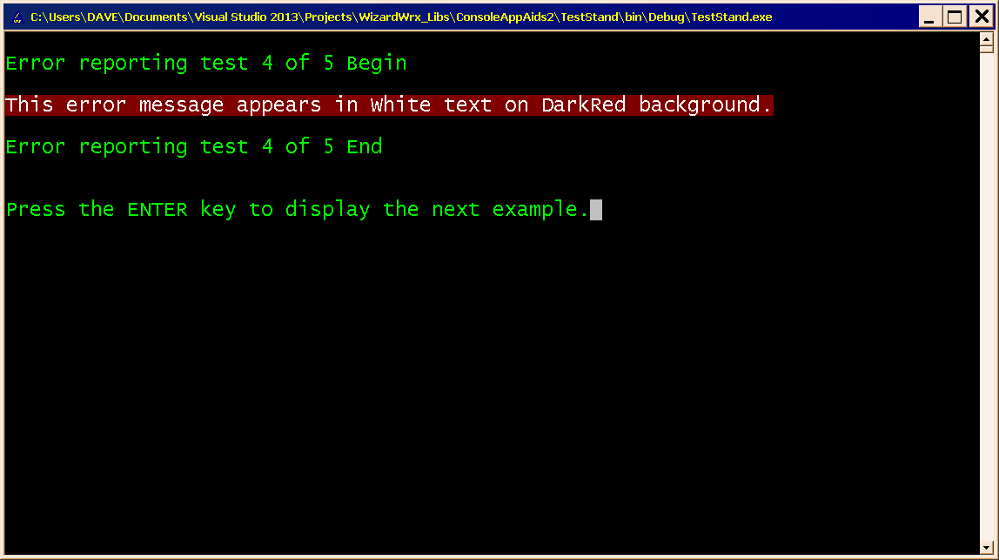 C:\Users\DAVE\Documents\Visual Studio 2013\Projects\WizardWrx_Libs\ConsoleAppAids2\TestStand\bin\Debug\TestStand.exe
Error reporting test 4 of 5 Begin
This error message appears in White text on DarkRed background.
Error reporting test 4 of 5 End
Press the ENTER key to display the next example.